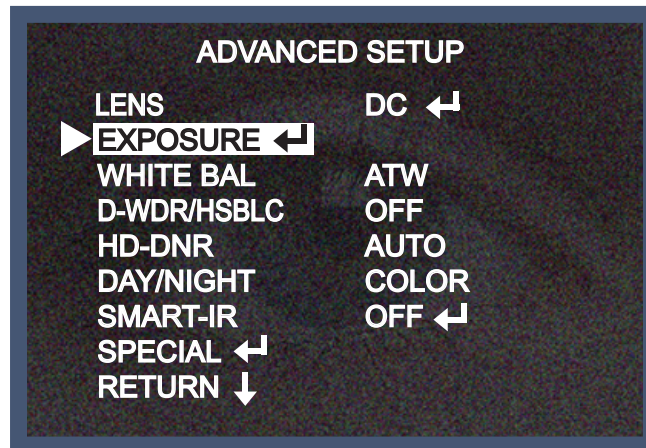 ADVANCED SETUP
LENS DC ↵
EXPOSURE ↵
WHITE BAL ATW
D-WDR/HSBLC OFF
HD-DNR AUTO
DAY/NIGHT COLOR
SMART-IR OFF ↵
SPECIAL ↵
RETURN ↓